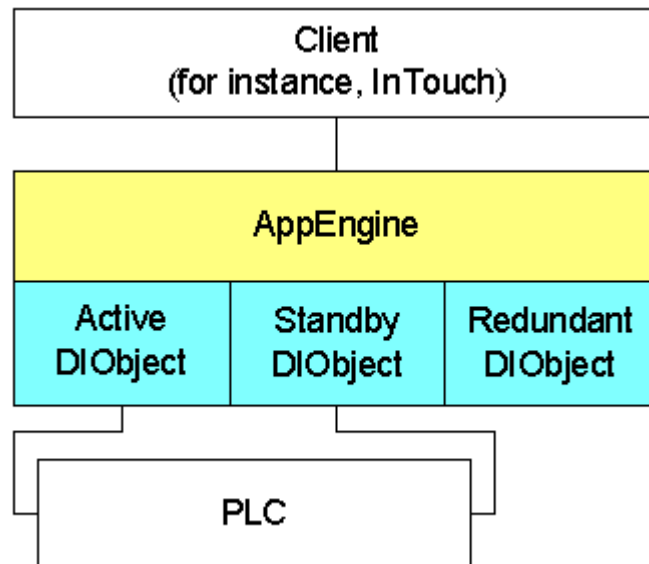 Client
(for instance, InTouch)
AppEngine
Active
DIObject
Standby
DIObject
Redundant
DIObject
PLC